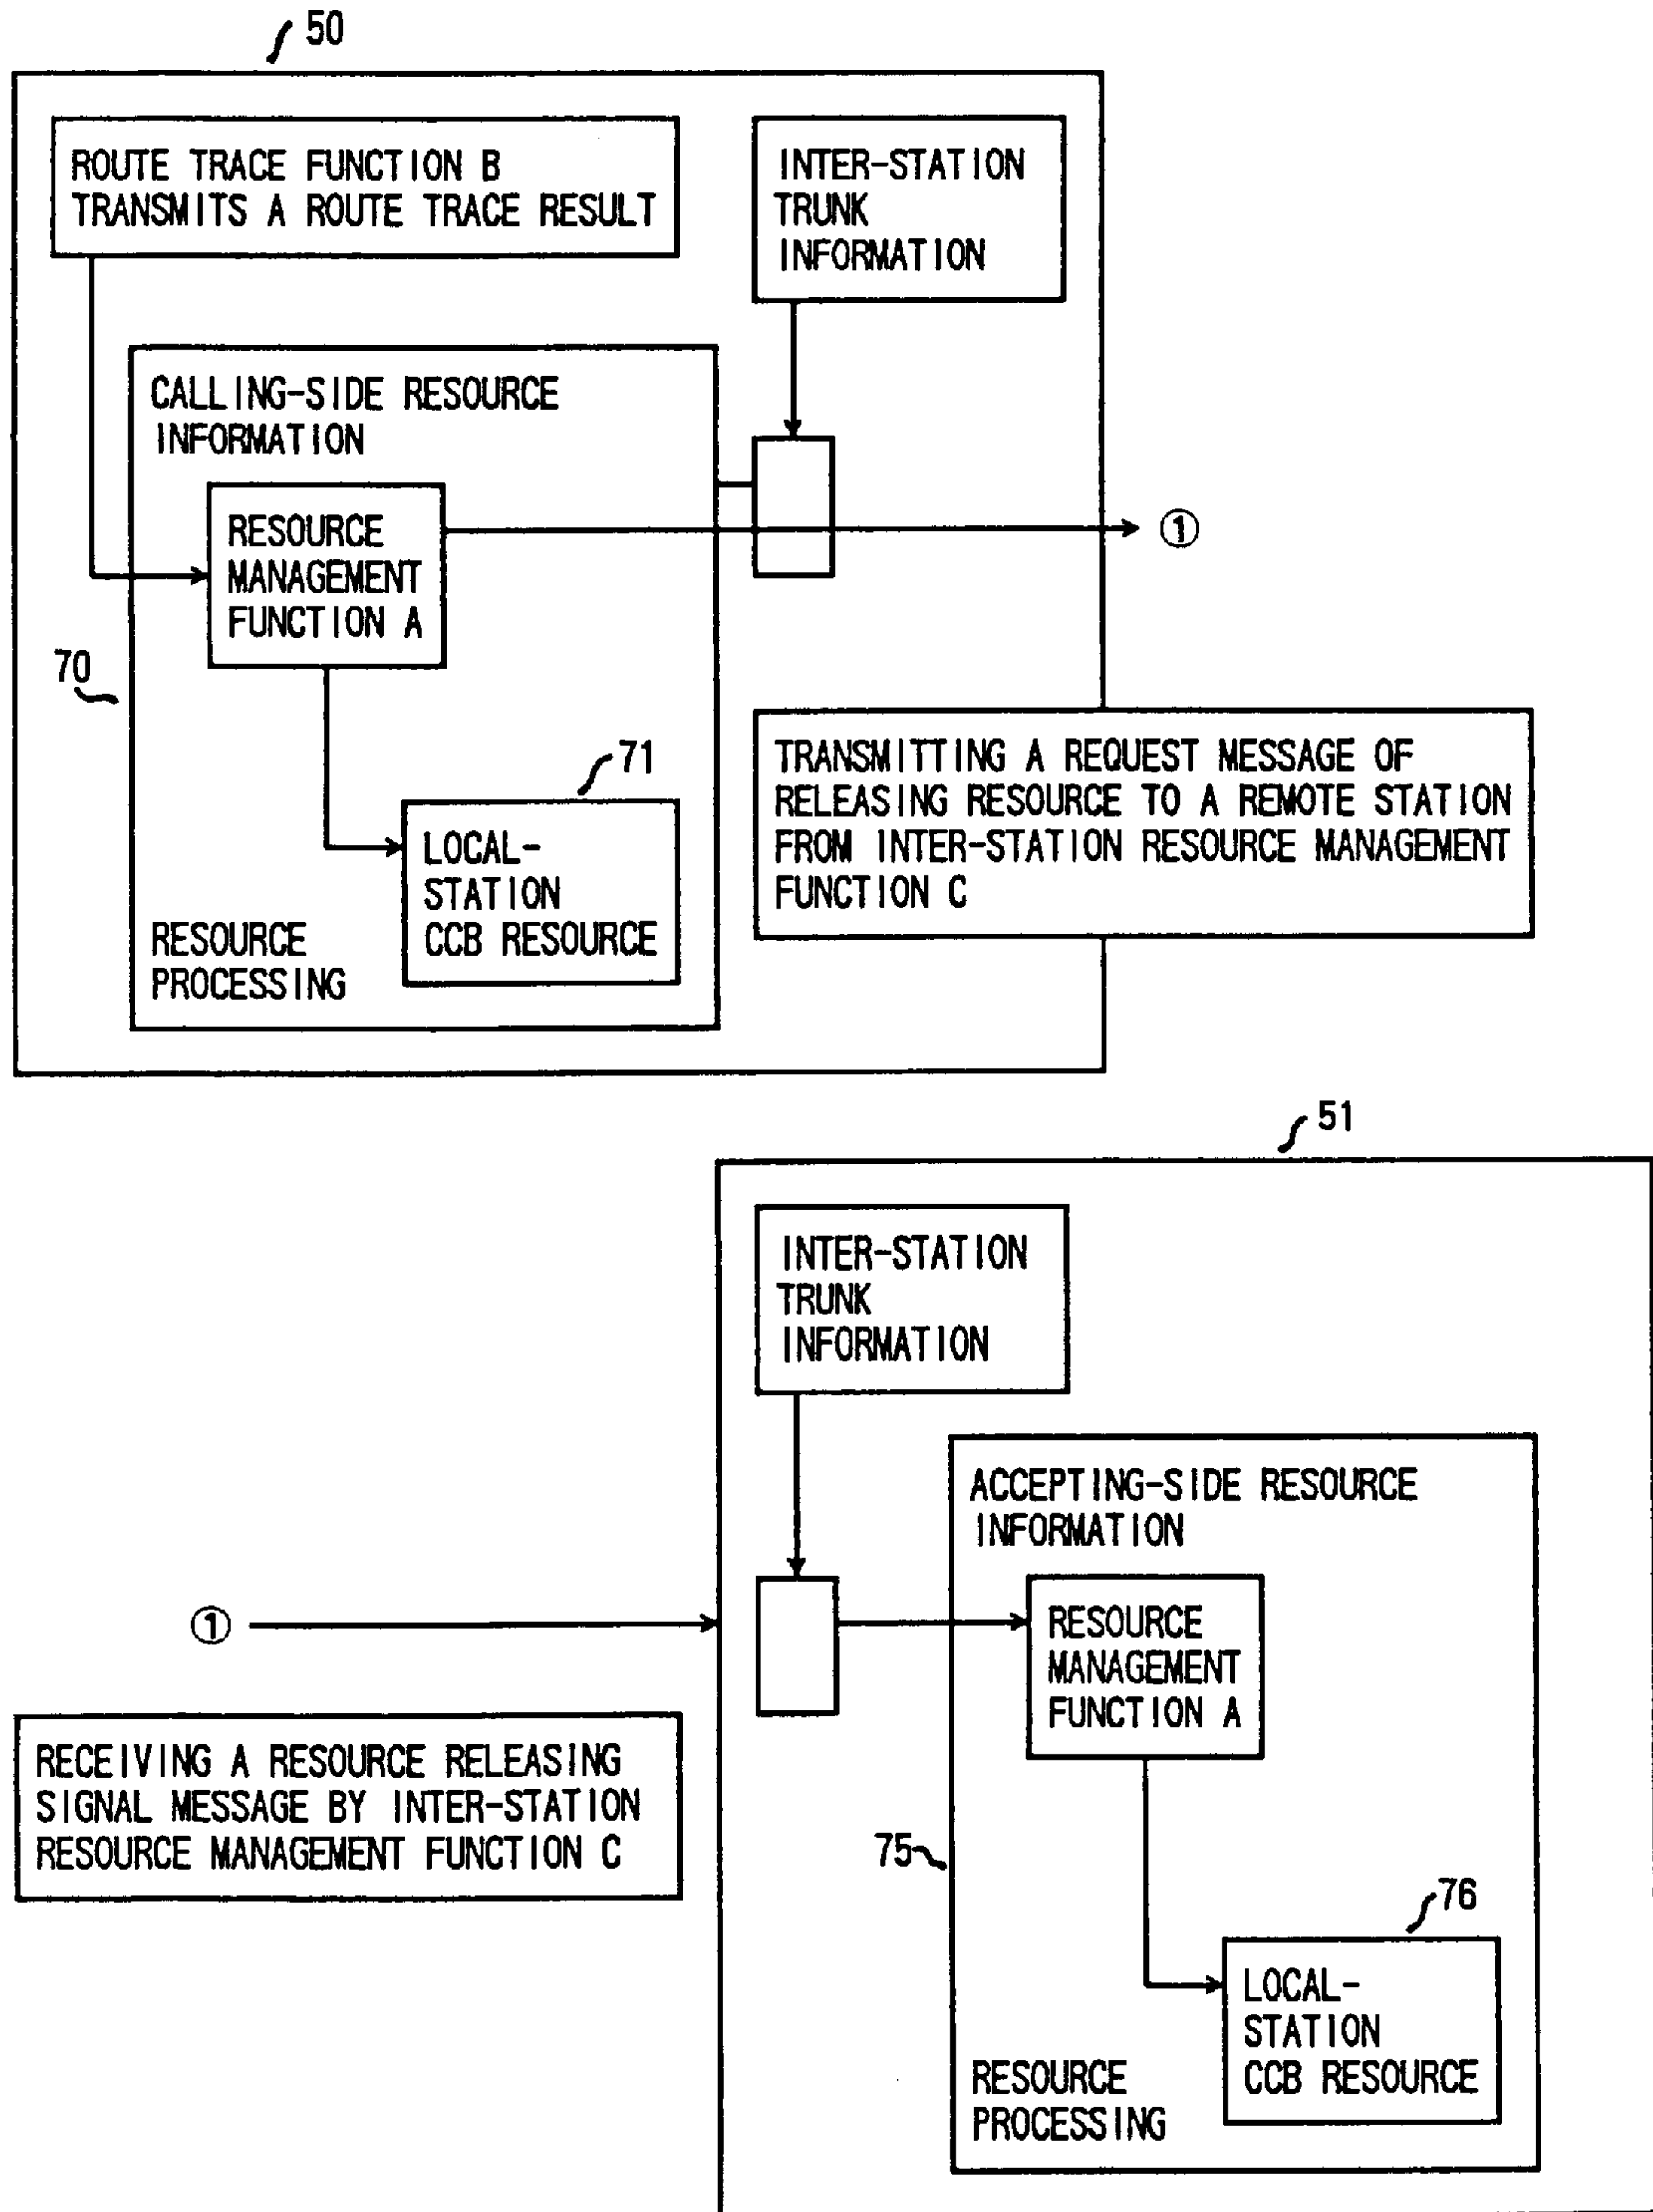 50
ROUTE TRACE FUNCTION B
TRANSMITS A ROUTE TRACE RESULT
INTER-STATION
TRUNK
INFORMATION
CALLING-SIDE RESOURCE
INFORMATION
RESOURCE
MANAGEMENT
FUNCTION A
①
70
71
LOCAL-
STATION
CCB RESOURCE
RESOURCE
PROCESSING
TRANSMITTING A REQUEST MESSAGE OF
RELEASING RESOURCE TO A REMOTE STATION
FROM INTER-STATION RESOURCE MANAGEMENT
FUNCTION C
51
INTER-STATION
TRUNK
INFORMATION
ACCEPTING-SIDE RESOURCE
INFORMATION
①
RESOURCE
MANAGEMENT
FUNCTION A
RECEIVING A RESOURCE RELEASING
SIGNAL MESSAGE BY INTER-STATION
RESOURCE MANAGEMENT FUNCTION C
75
76
LOCAL-
STATION
CCB RESOURCE
RESOURCE
PROCESSING